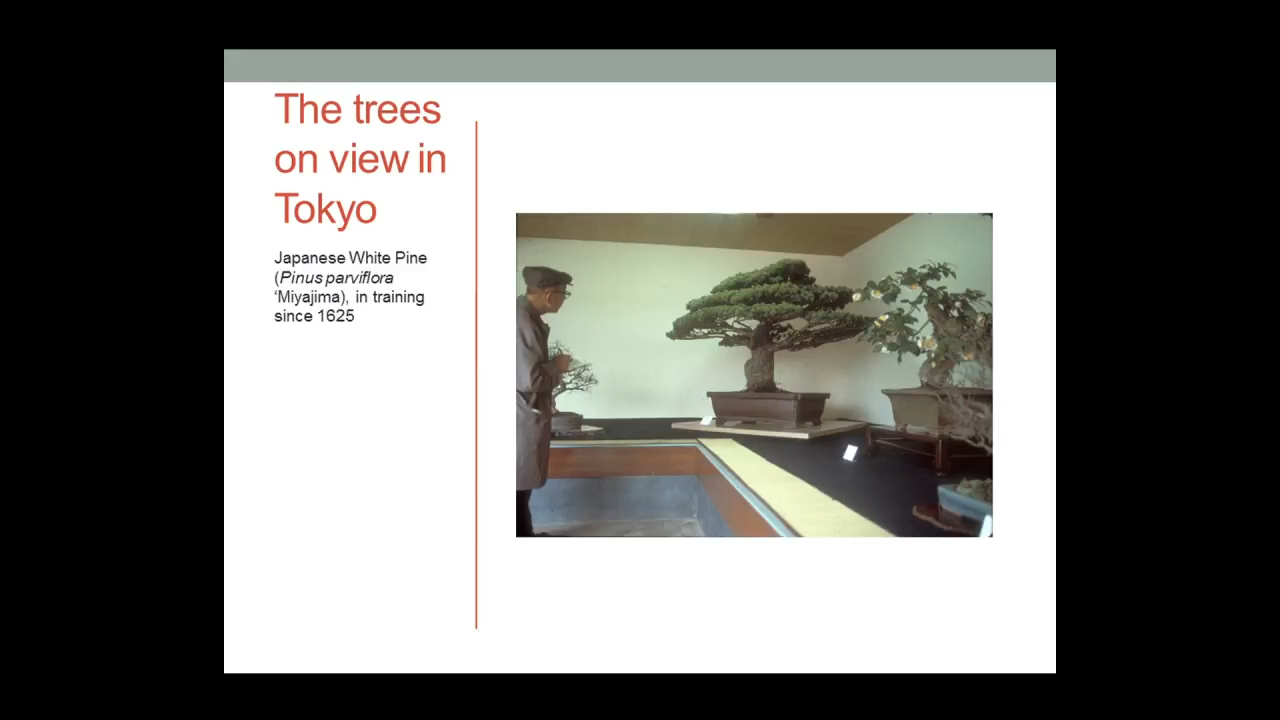 The trees
on view in
Tokyo
Japanese White Pine
(Pinus parviflora
‘Miyajima), in training
since 1625